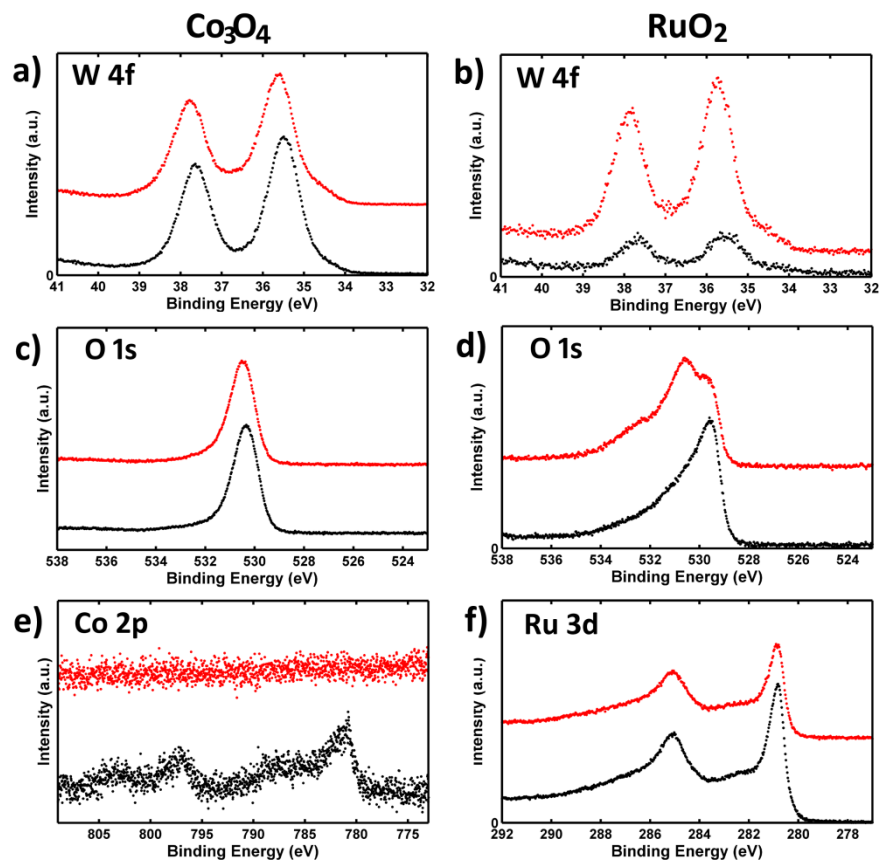 Co₃O₄ RuO₂
a) W 4f
Intensity (a.u.)
0
41 40 39 38 37 36 35 34 33 32
Binding Energy (eV)
b) W 4f
Intensity (a.u.)
0
41 40 39 38 37 36 35 34 33 32
Binding Energy (eV)
c) O 1s
Intensity (a.u.)
538 536 534 532 530 528 526 524
Binding Energy (eV)
d) O 1s
Intensity (a.u.)
0
538 536 534 532 530 528 526 524
Binding Energy (eV)
e) Co 2p
Intensity (a.u.)
805 800 795 790 785 780 775
Binding Energy (eV)
f) Ru 3d
Intensity (a.u.)
0
292 290 288 286 284 282 280 278
Binding Energy (eV)